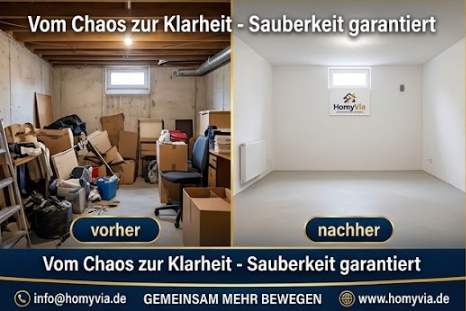 Vom Chaos zur Klarheit - Sauberkeit garantiert
HomyVia
vorher
nachher
Vom Chaos zur Klarheit - Sauberkeit garantiert
info@homyvia.de
GEMEINSAM MEHR BEWEGEN
www.homyvia.de